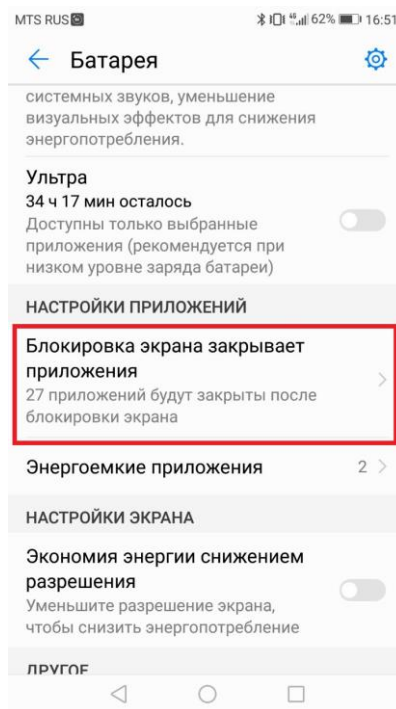 MTS RUS 62% 16:51
Батарея
системных звуков, уменьшение
визуальных эффектов для снижения
энергопотребления.
Ультра
34 ч 17 мин осталось
Доступны только выбранные
приложения (рекомендуется при
низком уровне заряда батареи)
НАСТРОЙКИ ПРИЛОЖЕНИЙ
Блокировка экрана закрывает
приложения
27 приложений будут закрыты после
блокировки экрана
Энергоемкие приложения 2
НАСТРОЙКИ ЭКРАНА
Экономия энергии снижением
разрешения
Уменьшите разрешение экрана,
чтобы снизить энергопотребление
ДРУГОЕ